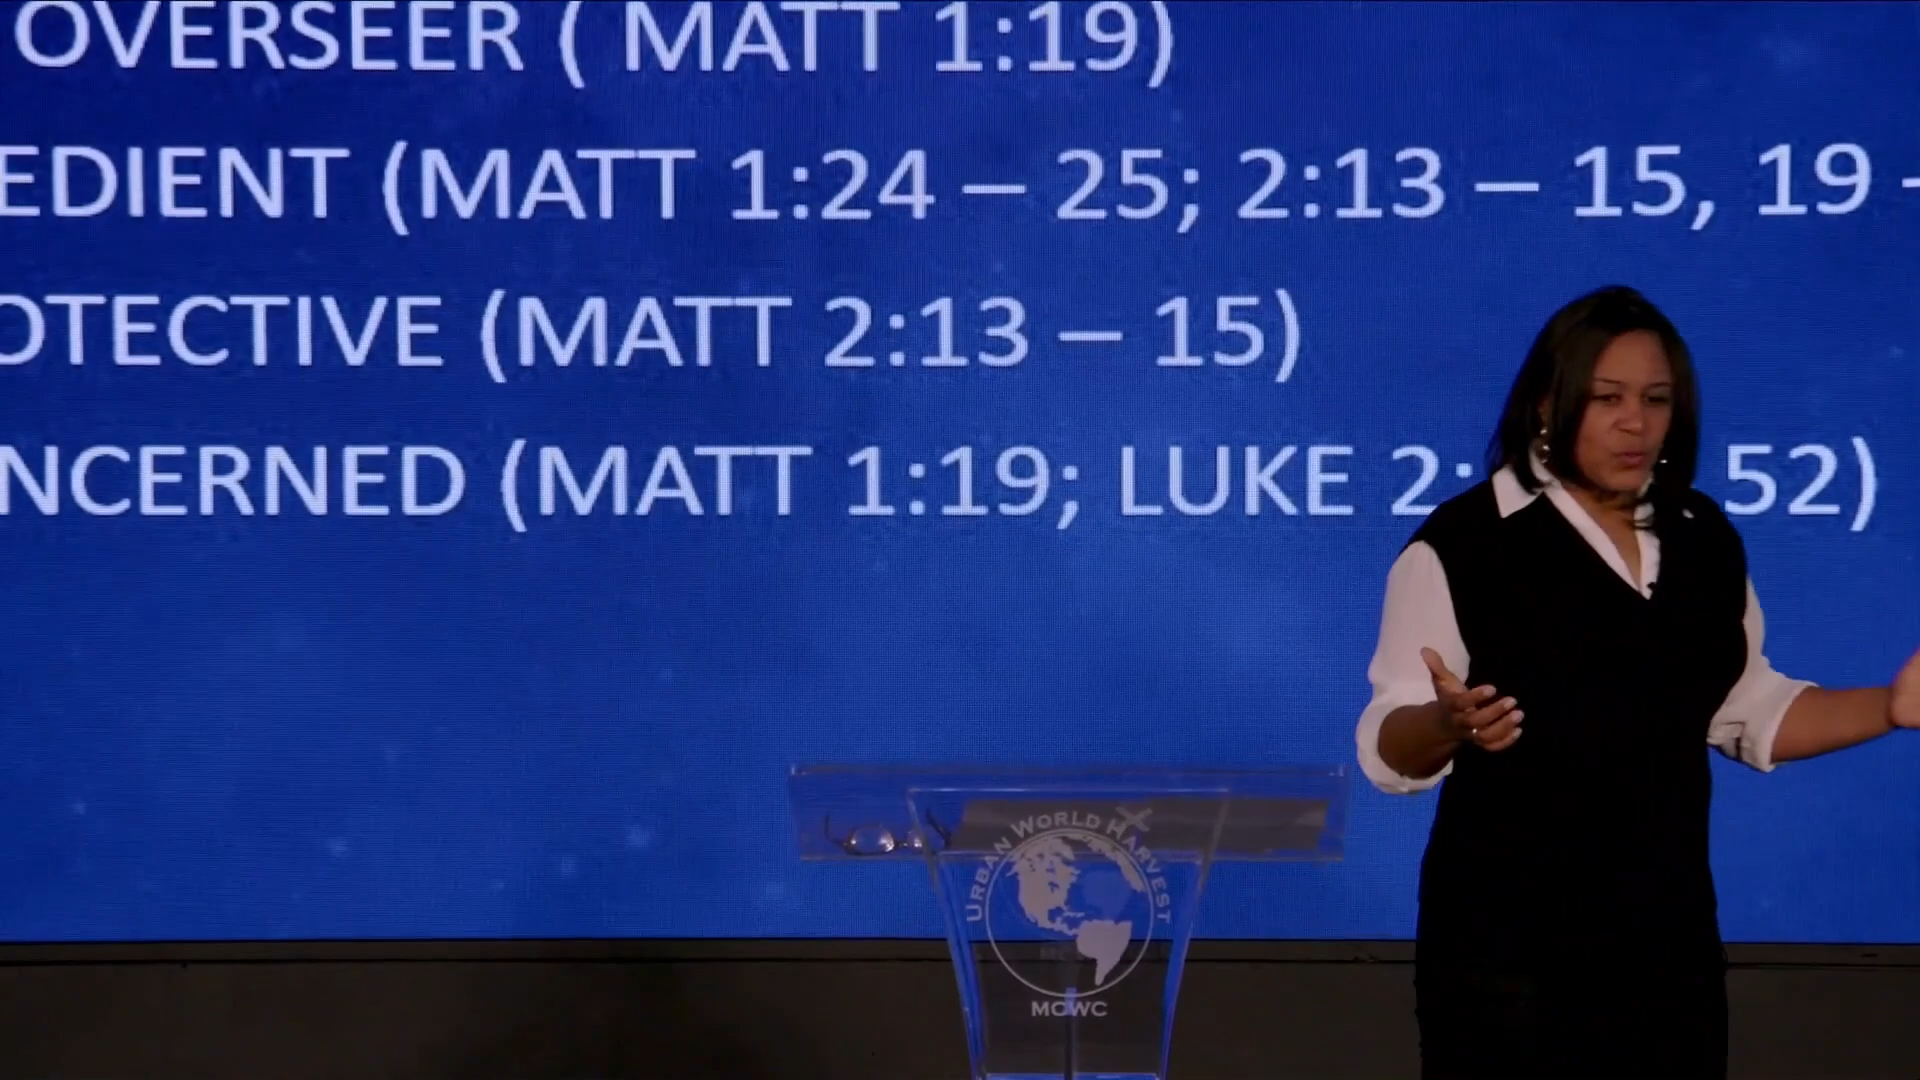 OVERSEER ( MATT 1:19)
EDIENT (MATT 1:24 – 25; 2:13 – 15, 19 -
OTECTIVE (MATT 2:13 – 15)
NCERNED (MATT 1:19; LUKE 2: 52)
URBAN WORLD HARVEST
MCWC